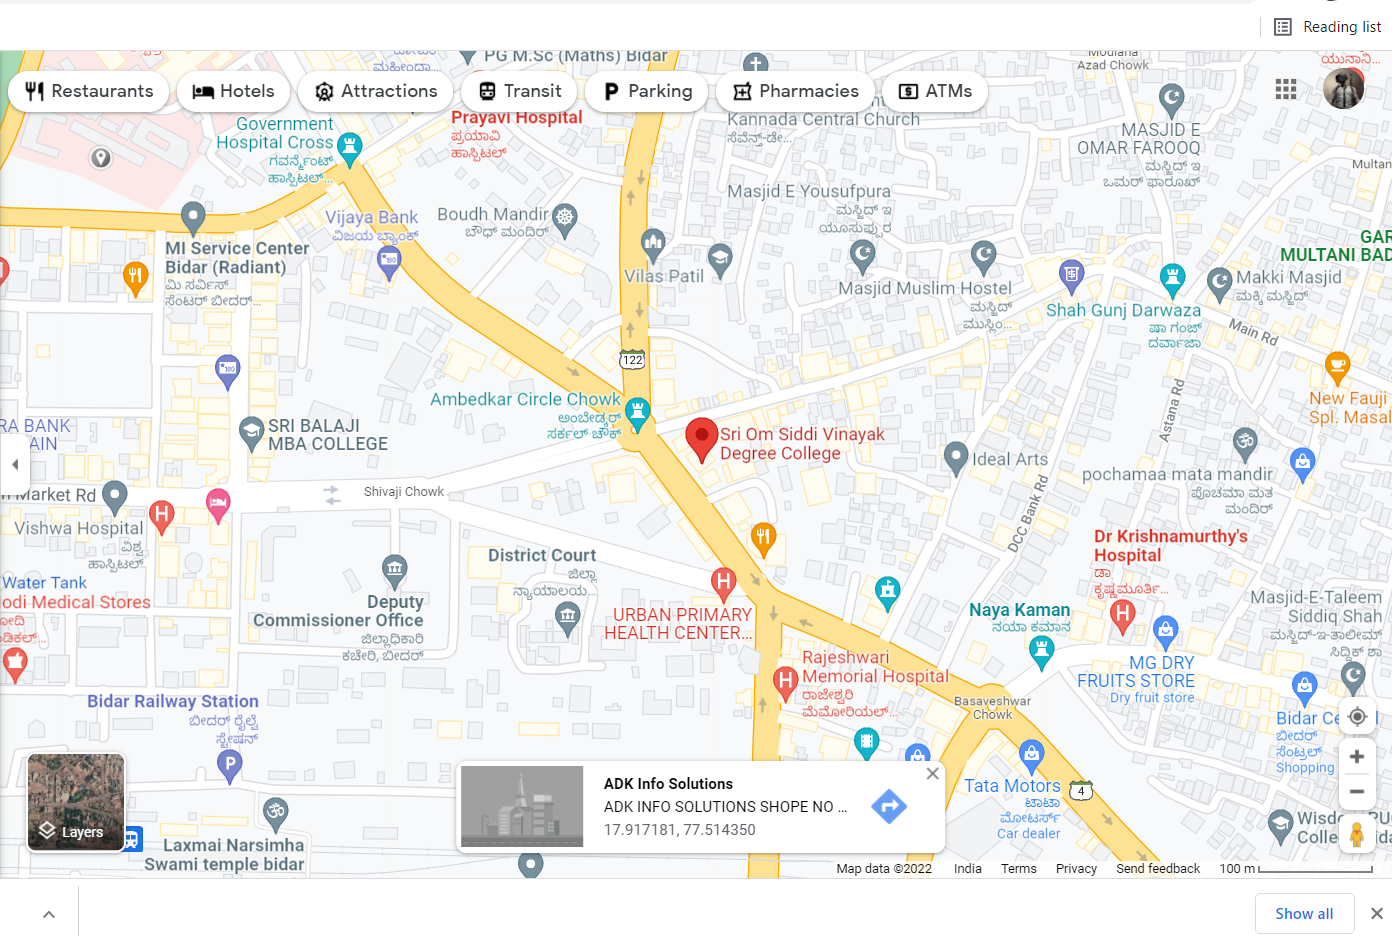 Reading list
PG M.Sc (Maths) Bidar
Azad Chowk
Restaurants
Hotels
Attractions
Transit
Parking
Pharmacies
ATMs
Prayavi Hospital
ಪ್ರಯಾವಿ
ಹಾಸ್ಪಿಟಲ್
Kannada Central Church
ಸೆವೆನ್ತ್-ಡೇ...
Government
Hospital Cross
ಗವರ್ನ್ಮೆಂಟ್
ಹಾಸ್ಪಿಟಲ್...
MASJID E
OMAR FAROOQ
ಮಸ್ಜಿದ್ ಇ
ಒಮರ್ ಫಾರೂಖ್
Multan
Masjid E Yousufpura
ಮಸ್ಜಿದ್ ಇ
ಯೂಸುಪ್ಪುರ
Vijaya Bank
ವಿಜಯ ಬ್ಯಾಂಕ್
Boudh Mandir
ಬೌಧ್ ಮಂದಿರ್
MI Service Center
Bidar (Radiant)
ಮಿ ಸರ್ವಿಸ್
ಸೆಂಟರ್ ಬೀದರ್...
Vilas Patil
Masjid Muslim Hostel
ಮಸ್ಜಿದ್
ಮುಸ್ಲಿಂ...
GAR
MULTANI BAD
Makki Masjid
ಮಕ್ಕಿ ಮಸ್ಜಿದ್
Shah Gunj Darwaza
ಷಾ ಗಂಜ್
ದರ್ವಾಜಾ
Main Rd
122
Ambedkar Circle Chowk
ಅಂಬೇಡ್ಕರ್
ಸರ್ಕಲ್ ಚೌಕ್
New Fauji
Spl. Masal
Astana Rd
RA BANK
AIN
SRI BALAJI
MBA COLLEGE
Sri Om Siddi Vinayak
Degree College
Ideal Arts
pochamaa mata mandir
ಪೊಚಮಾ ಮತ
ಮಂದಿರ್
Market Rd
Shivaji Chowk
Vishwa Hospital
ವಿಶ್ವ
ಹಾಸ್ಪಿಟಲ್
DCC Bank Rd
Dr Krishnamurthy's
Hospital
ಡಾ
ಕೃಷ್ಣಮೂರ್ತಿ...
District Court
ಜಿಲ್ಲಾ
ನ್ಯಾಯಾಲಯ...
Water Tank
odi Medical Stores
Deputy
Commissioner Office
ಜಿಲ್ಲಾಧಿಕಾರಿ
ಕಚೇರಿ, ಬೀದರ್
URBAN PRIMARY
HEALTH CENTER...
Naya Kaman
ನಯಾ ಕಮಾನ
Masjid-E-Taleem
Siddiq Shah
ಮಸ್ಜಿದ್-ಇ-ತಾಲೀಮ್
ಸಿದ್ದಿಕ್ ಶಾ
Rajeshwari
Memorial Hospital
ರಾಜೇಶ್ವರಿ
ಮೆಮೋರಿಯಲ್...
MG DRY
FRUITS STORE
Dry fruit store
Bidar Railway Station
ಬೀದರ್ ರೈಲ್ವೆ
ಸ್ಟೇಷನ್
Basaveshwar
Chowk
Bidar Ce
ಬೀದರ್
ಸೆಂಟ್ರಲ್
Shopping
Tata Motors
ಟಾಟಾ
ಮೋಟರ್ಸ್
Car dealer
4
ADK Info Solutions
ADK INFO SOLUTIONS SHOPE NO ...
17.917181, 77.514350
Layers
Laxmai Narsimha
Swami temple bidar
Map data ©2022
India
Terms
Privacy
Send feedback
100 m
Show all